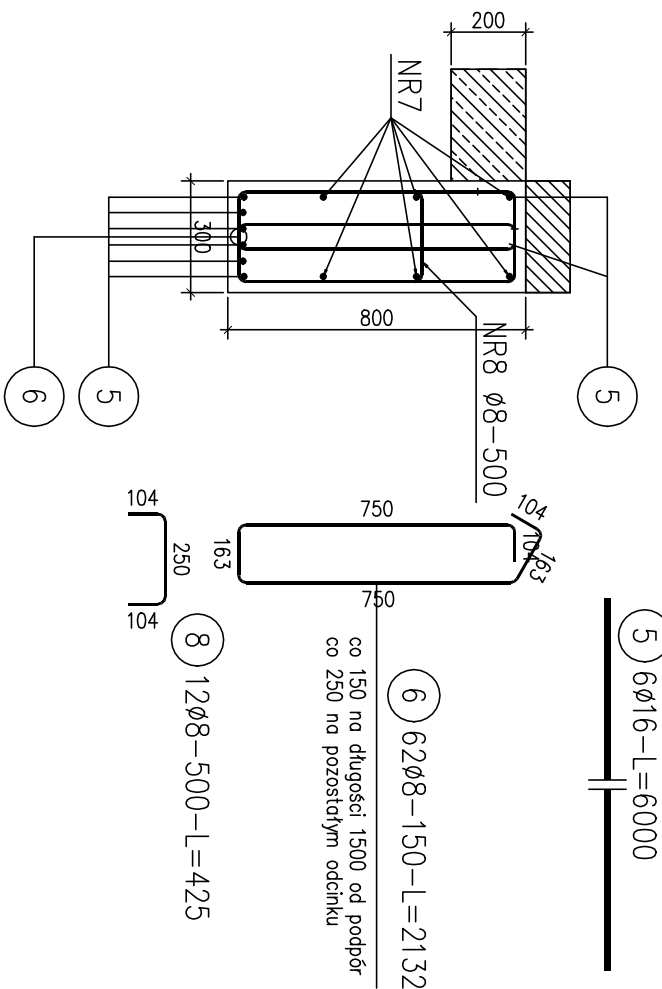 200
NR7
300
800
NR8 ø8-500
5
5
6
750
163
750
104
104
163
104
250
104
5 6ø16-L=6000
6 62ø8-150-L=2132
co 150 na długości 1500 od podpór
co 250 na pozostałym odcinku
8 12ø8-500-L=425